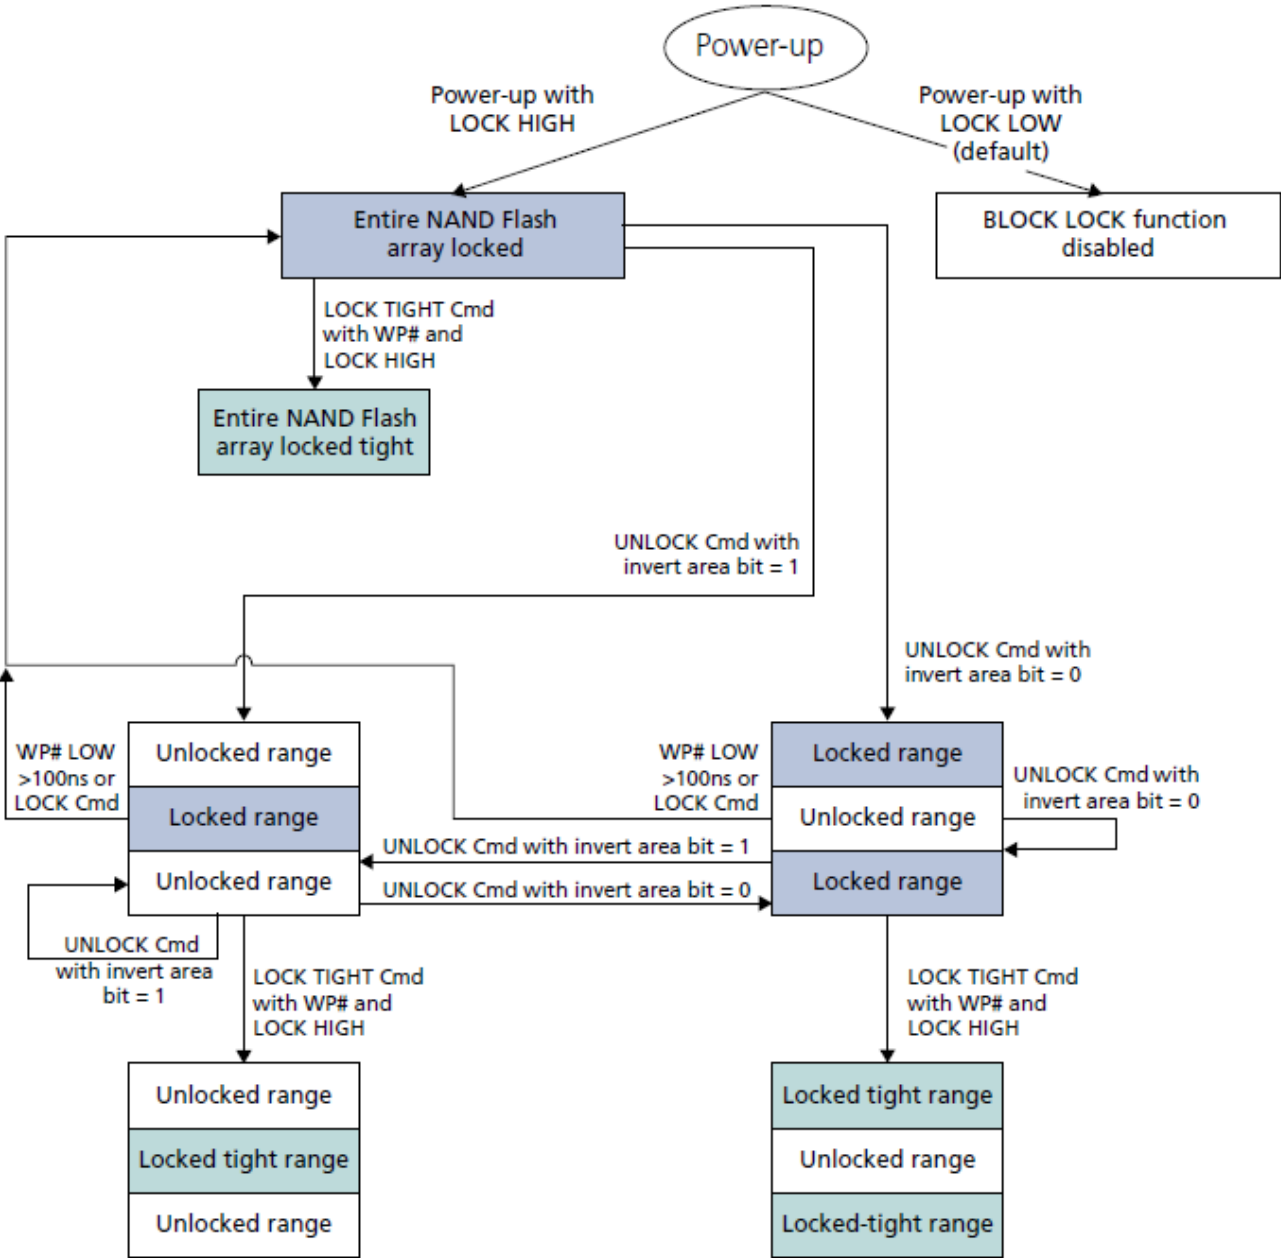 Power-up
Power-up with
LOCK HIGH
Power-up with
LOCK LOW
(default)
Entire NAND Flash
array locked
BLOCK LOCK function
disabled
LOCK TIGHT Cmd
with WP# and
LOCK HIGH
Entire NAND Flash
array locked tight
UNLOCK Cmd with
invert area bit = 1
UNLOCK Cmd with
invert area bit = 0
WP# LOW
>100ns or
LOCK Cmd
Unlocked range
Locked range
Unlocked range
WP# LOW
>100ns or
LOCK Cmd
Locked range
Unlocked range
Locked range
UNLOCK Cmd with
invert area bit = 0
UNLOCK Cmd with invert area bit = 1
UNLOCK Cmd with invert area bit = 0
UNLOCK Cmd
with invert area
bit = 1
LOCK TIGHT Cmd
with WP# and
LOCK HIGH
LOCK TIGHT Cmd
with WP# and
LOCK HIGH
Unlocked range
Locked tight range
Unlocked range
Locked tight range
Unlocked range
Locked-tight range